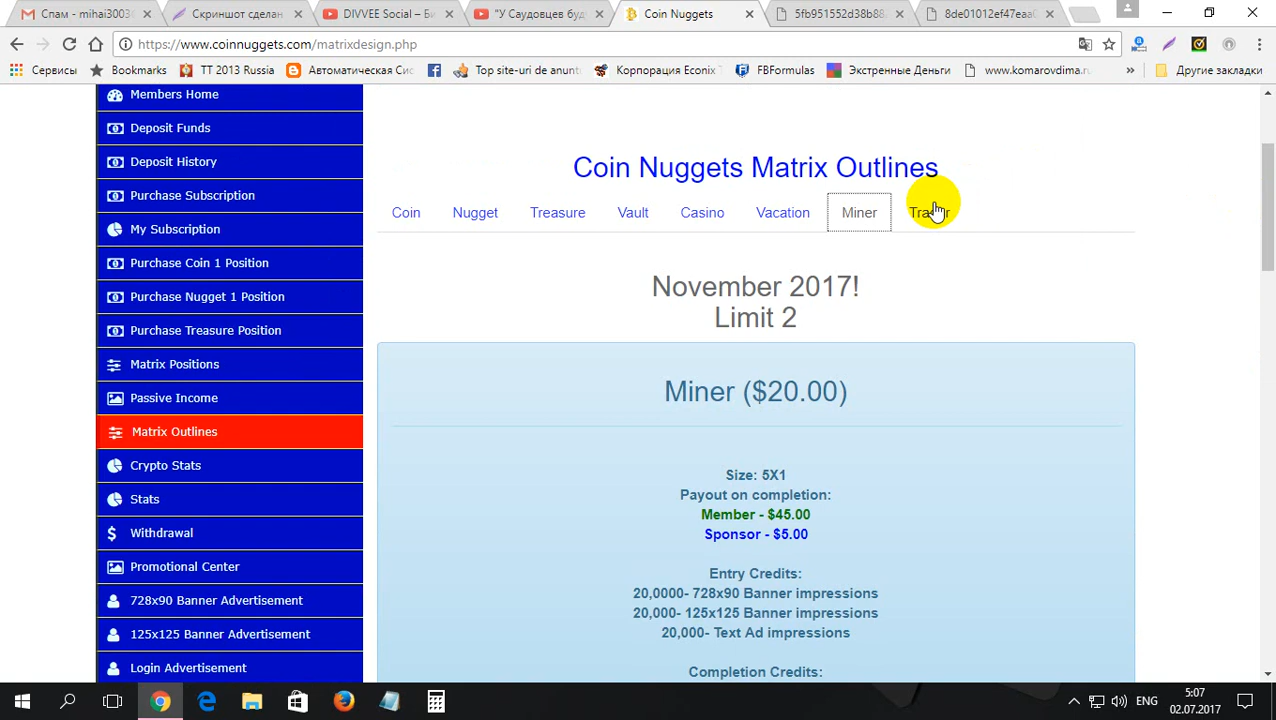 Спам - mihai3003
Скриншот сделан
DIVVEE Social – Б
"У Саудовцев буд
Coin Nuggets
5fb951552d38b88
8de01012ef47eaa
https://www.coinnuggets.com/matrixdesign.php
Сервисы
Bookmarks
TT 2013 Russia
Автоматическая Си
Top site-uri de anunt
Корпорация Econix
FBFormulas
Экстренные Деньги
www.komarovdima.ru
Другие закладки
Members Home
Deposit Funds
Deposit History
Purchase Subscription
My Subscription
Purchase Coin 1 Position
Purchase Nugget 1 Position
Purchase Treasure Position
Matrix Positions
Passive Income
Matrix Outlines
Crypto Stats
Stats
Withdrawal
Promotional Center
728x90 Banner Advertisement
125x125 Banner Advertisement
Login Advertisement
Coin Nuggets Matrix Outlines
Coin
Nugget
Treasure
Vault
Casino
Vacation
Miner
November 2017!
Limit 2
Miner ($20.00)
Size: 5X1
Payout on completion:
Member - $45.00
Sponsor - $5.00
Entry Credits:
20,0000- 728x90 Banner impressions
20,000- 125x125 Banner impressions
20,000- Text Ad impressions
Completion Credits:
ENG
5:07
02.07.2017